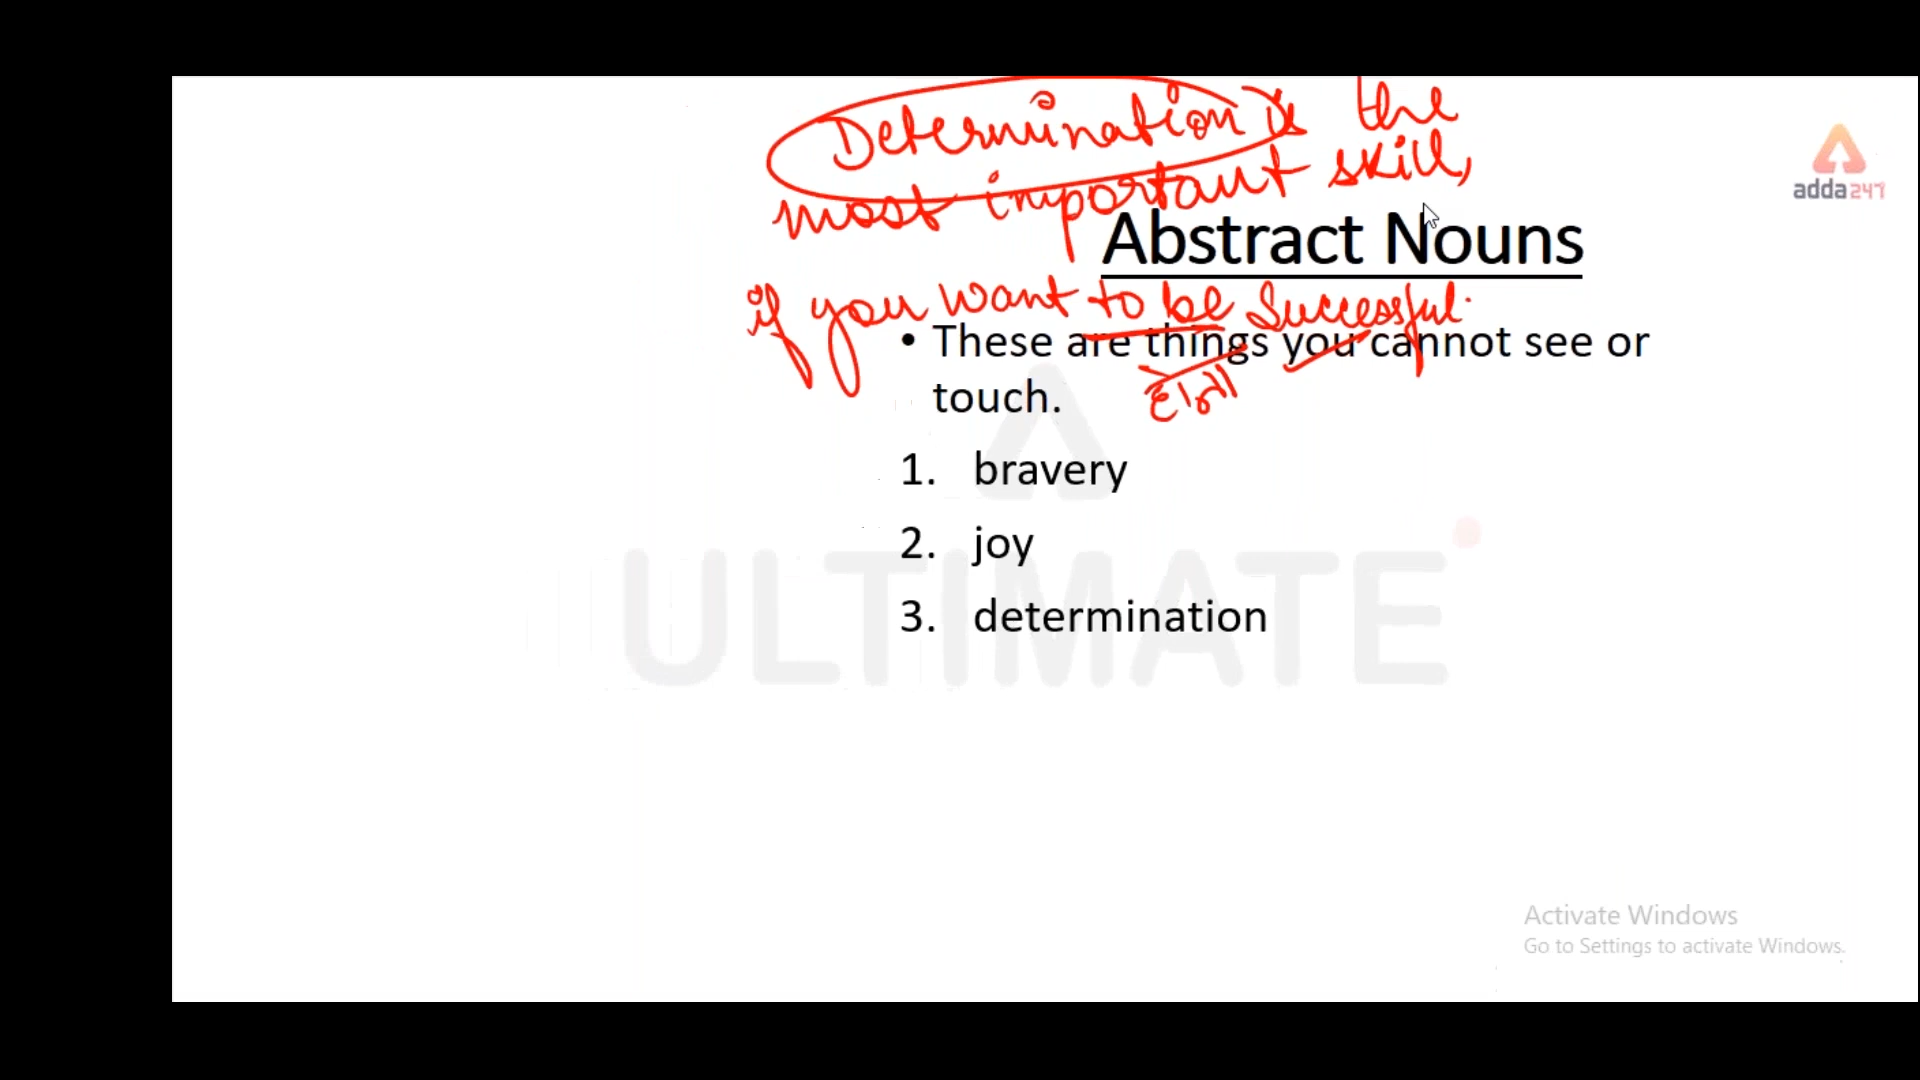 Determination is the
most important skill,
adda247
Abstract Nouns
if you want to be successful.
• These are things you cannot see or
touch.
1. bravery
2. joy
3. determination
ULTIMATE
Activate Windows
Go to Settings to activate Windows.